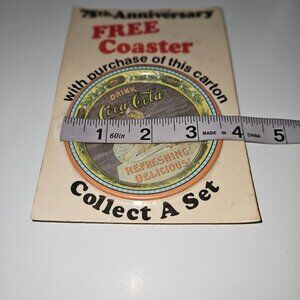 75th Anniversary
FREE
Coaster
With purchase of this carton
DRINK
Coca-Cola
1 60in 2 3 MADE IN 4 CHINA 5
REFRESHING!
DELICIOUS!
Collect A Set